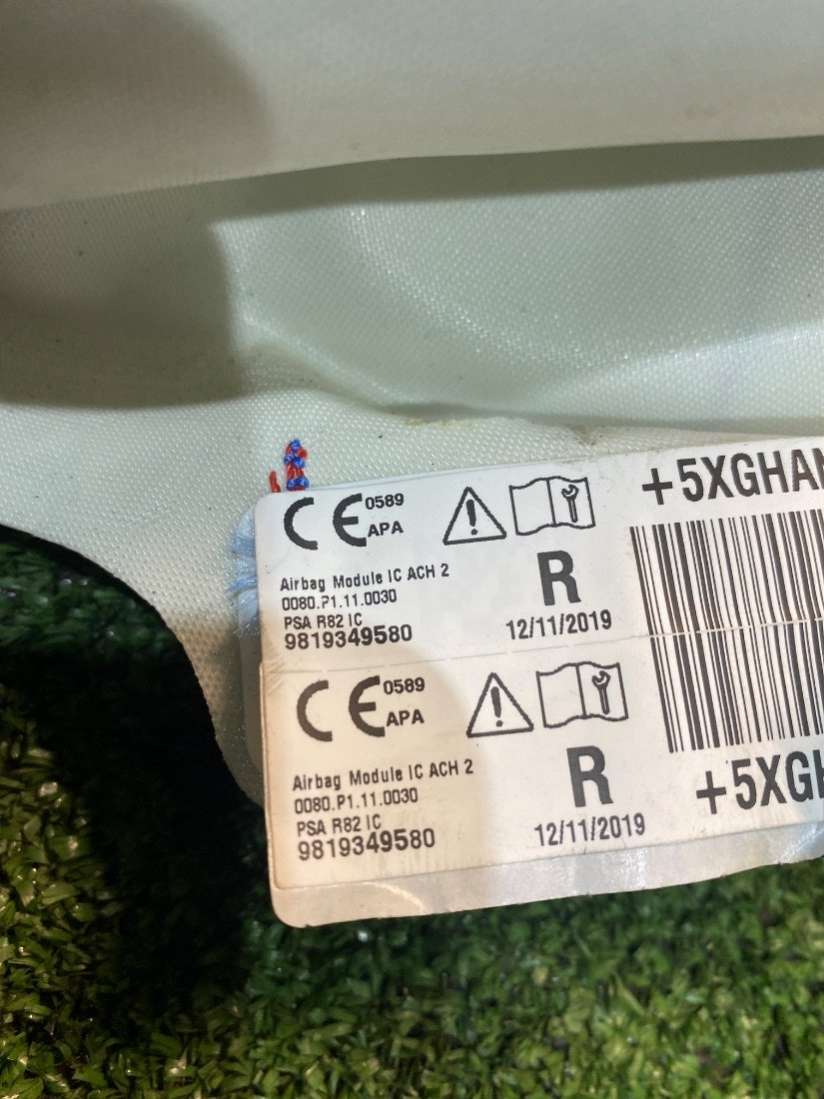 CE 0589
APA
+5XGHAN
Airbag Module IC ACH 2
0080.P1.11.0030
PSA R82 IC
9819349580
R
12/11/2019
CE 0589
APA
Airbag Module IC ACH 2
0080.P1.11.0030
PSA R82 IC
9819349580
R
12/11/2019
+5XGH